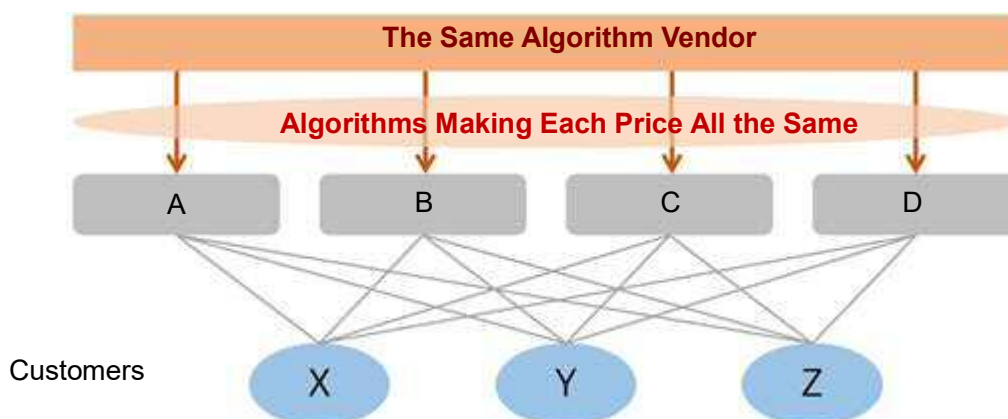 The Same Algorithm Vendor
Algorithms Making Each Price All the Same
A B C D
Customers X Y Z